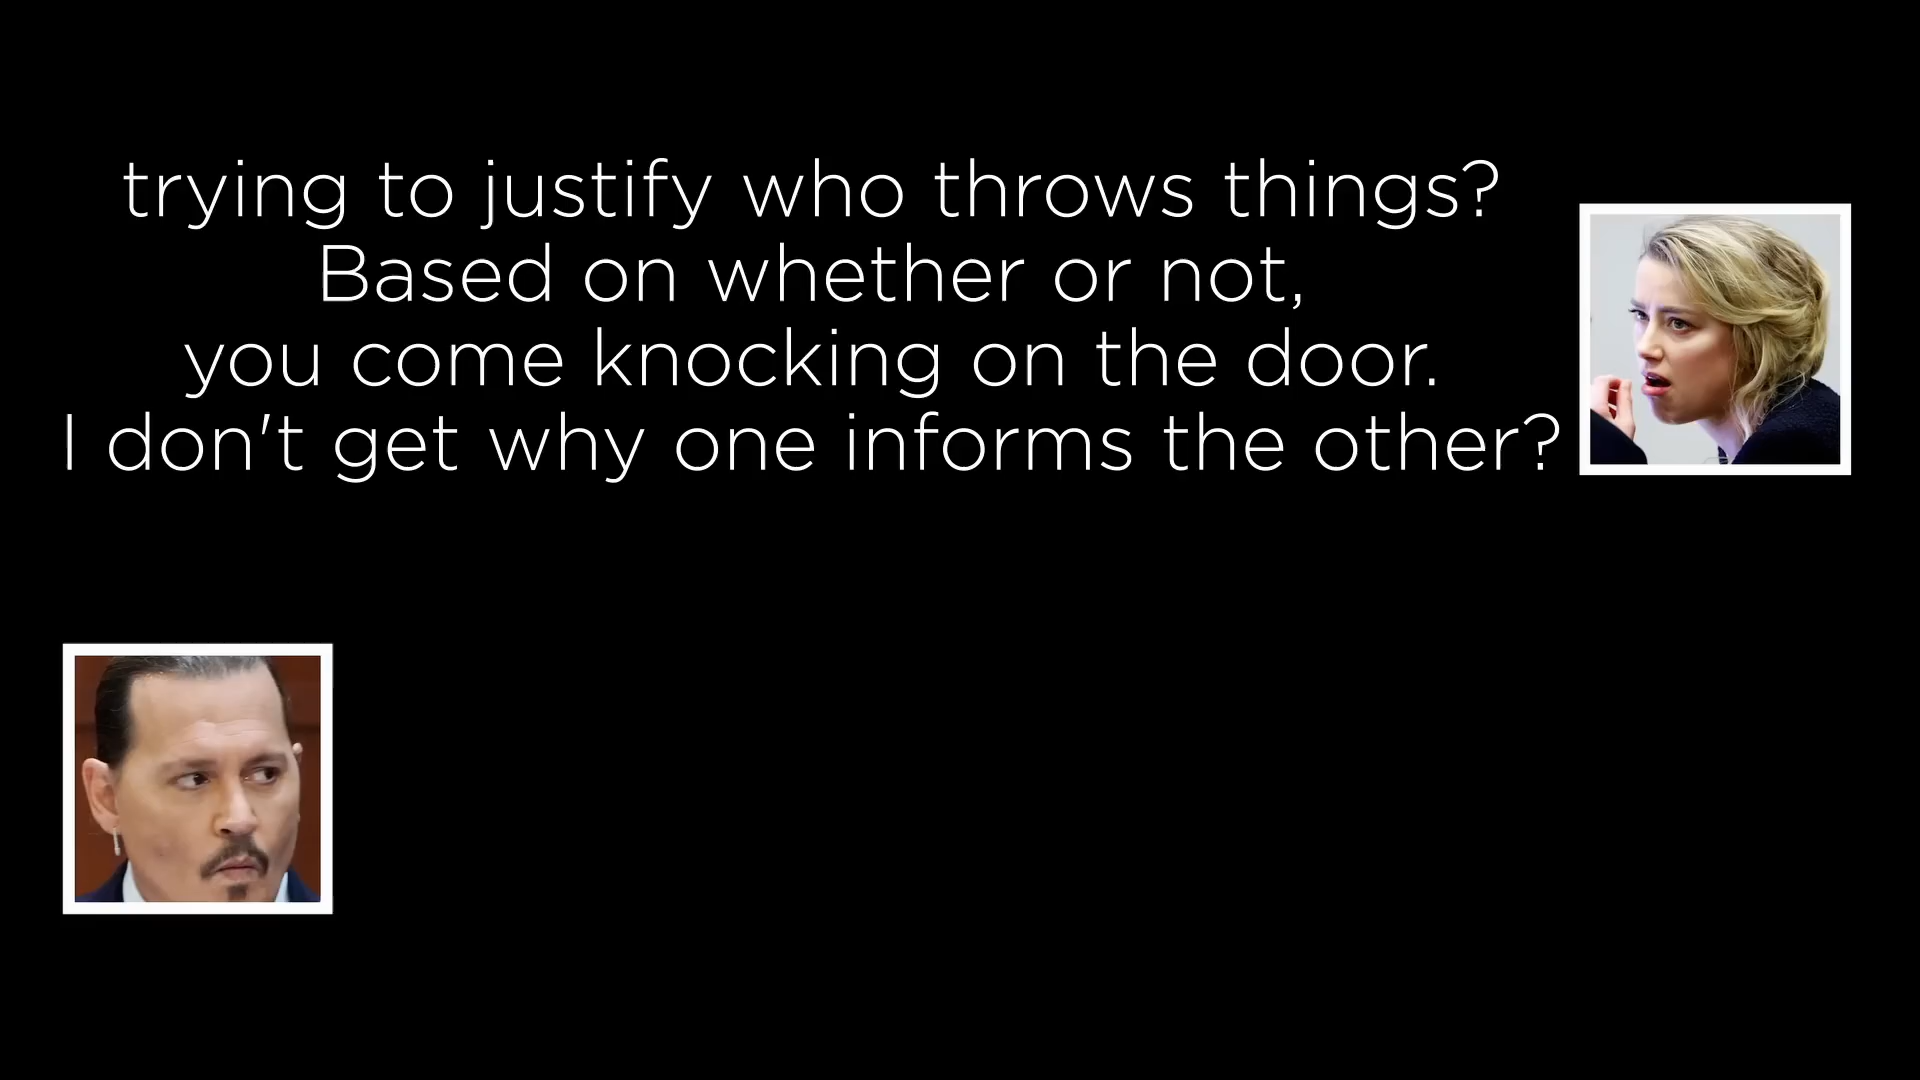 trying to justify who throws things?
Based on whether or not,
you come knocking on the door.
I don't get why one informs the other?